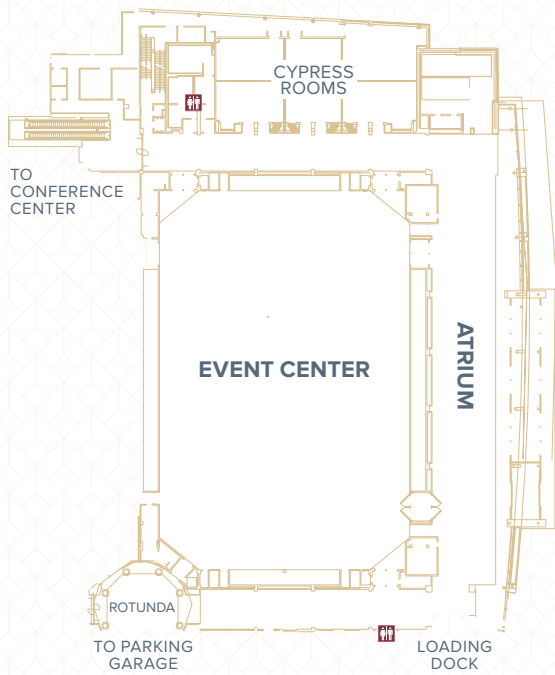 CYPRESS
ROOMS
TO
CONFERENCE
CENTER
EVENT CENTER
ATRIUM
ROTUNDA
TO PARKING
GARAGE
LOADING
DOCK